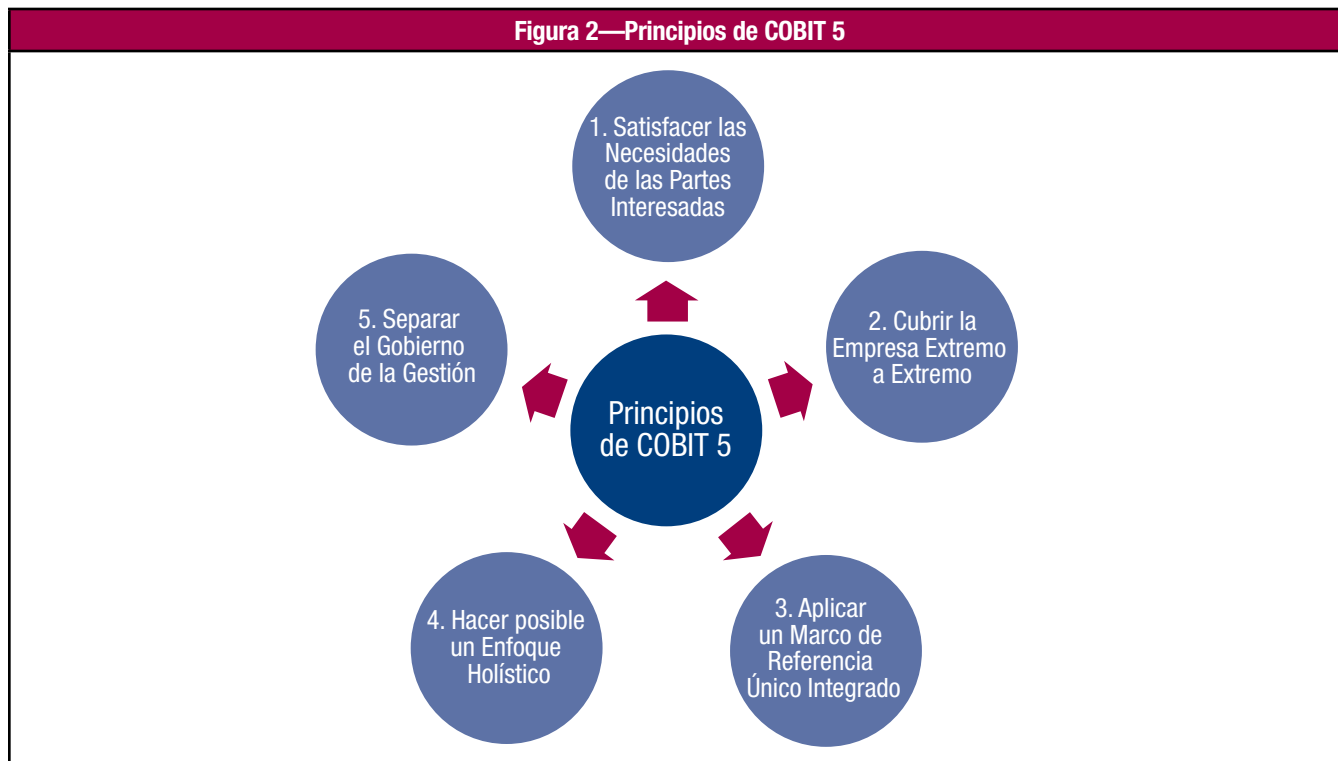 Figura 2—Principios de COBIT 5
1. Satisfacer las
Necesidades
de las Partes
Interesadas
2. Cubrir la
Empresa Extremo
a Extremo
3. Aplicar
un Marco de
Referencia
Único Integrado
4. Hacer posible
un Enfoque
Holístico
5. Separar
el Gobierno
de la Gestión
Principios
de COBIT 5